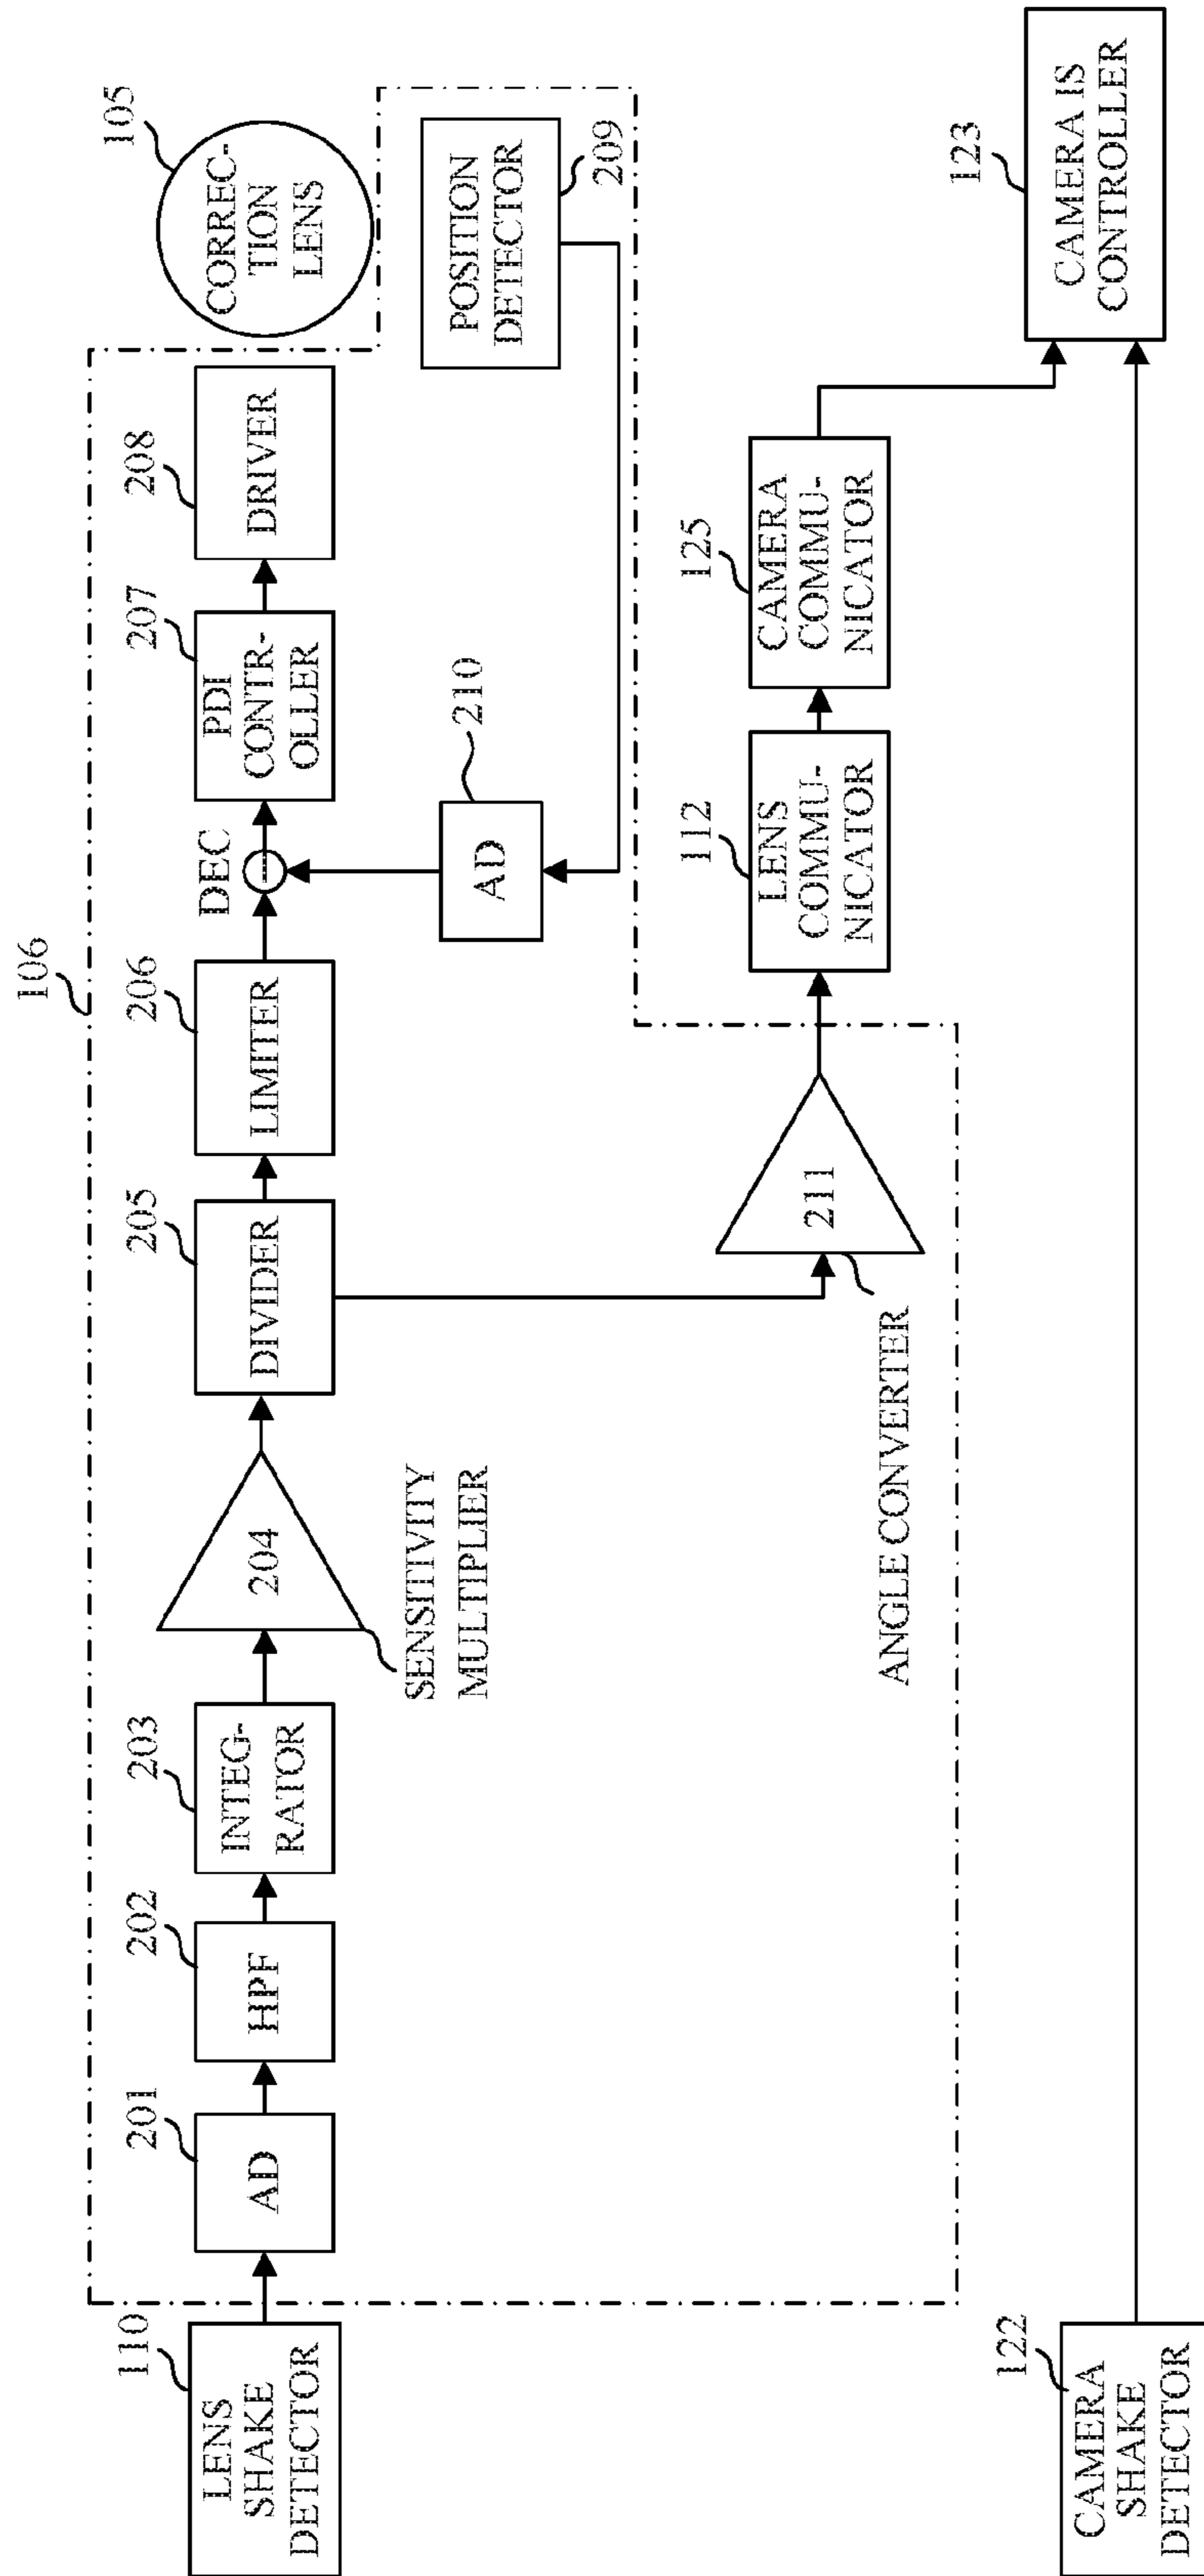 106
110
LENS
SHAKE
DETECTOR
201
AD
202
HPF
203
INTEG-
RATOR
204
SENSITIVITY
MULTIPLIER
205
DIVIDER
206
LIMITER
DEC
207
PDI
CONTR-
OLLER
208
DRIVER
105
CORREC-
TION
LENS
210
AD
POSITION
DETECTOR
209
211
ANGLE CONVERTER
112
LENS
COMMU-
NICATOR
125
CAMERA
COMMU-
NICATOR
122
CAMERA
SHAKE
DETECTOR
123
CAMERA IS
CONTROLLER